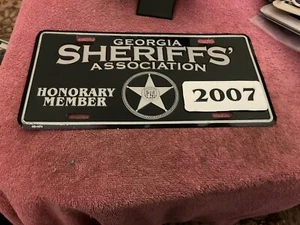 GEORGIA
SHERIFFS'
ASSOCIATION
HONORARY
MEMBER
2007